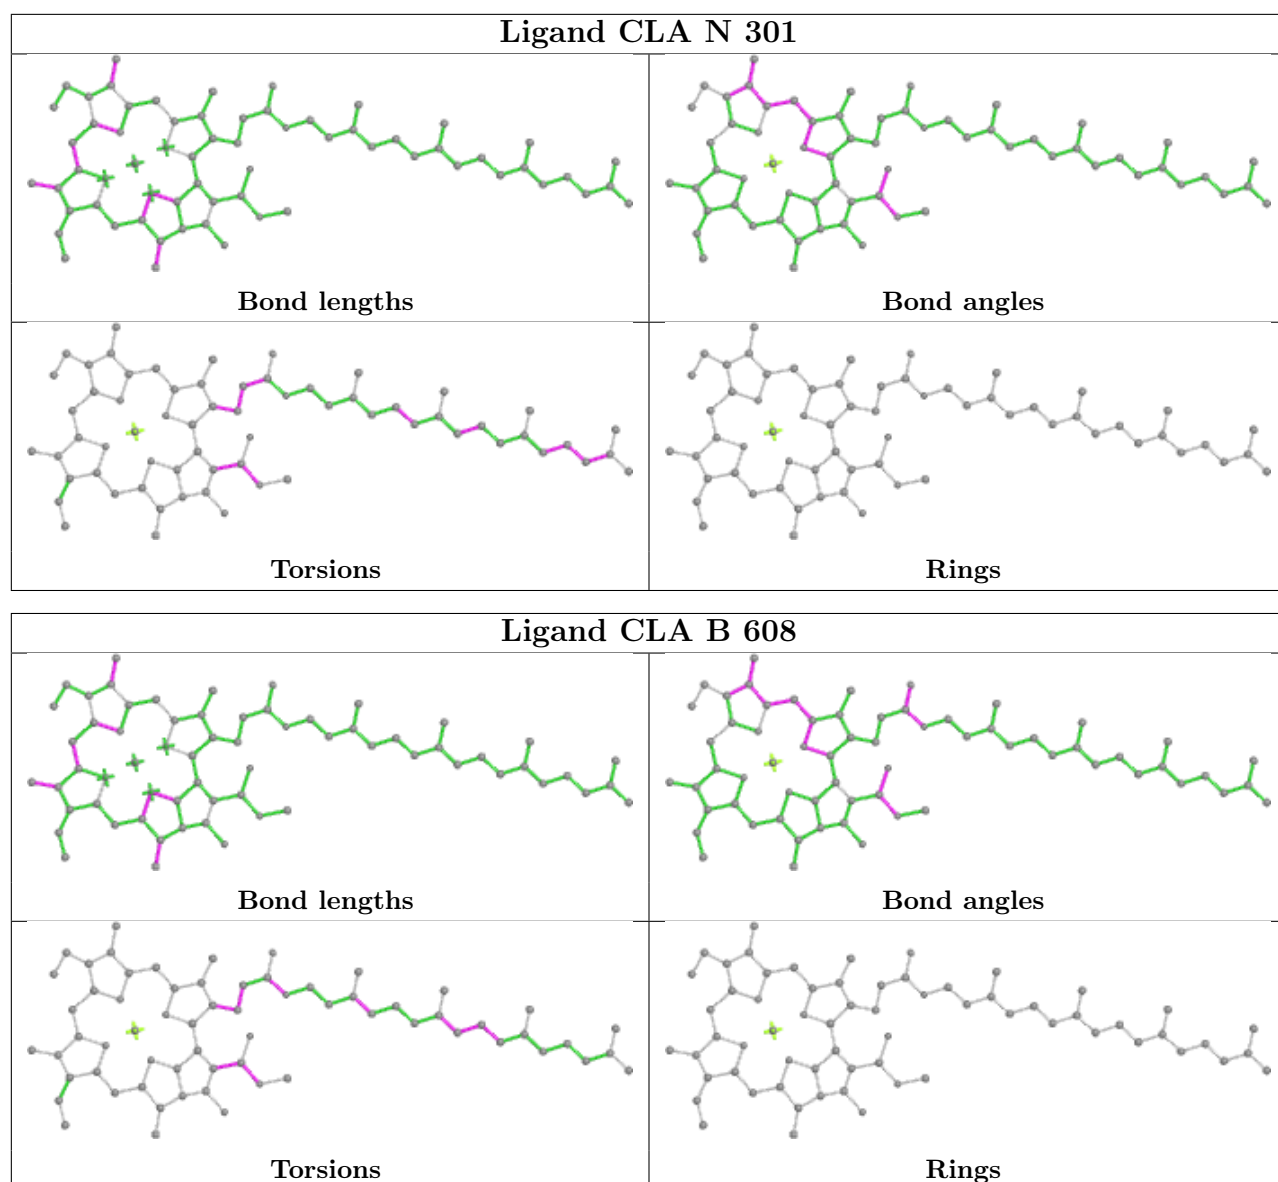 Ligand CLA N 301
Bond lengths
Bond angles
Torsions
Rings
Ligand CLA B 608
Bond lengths
Bond angles
Torsions
Rings